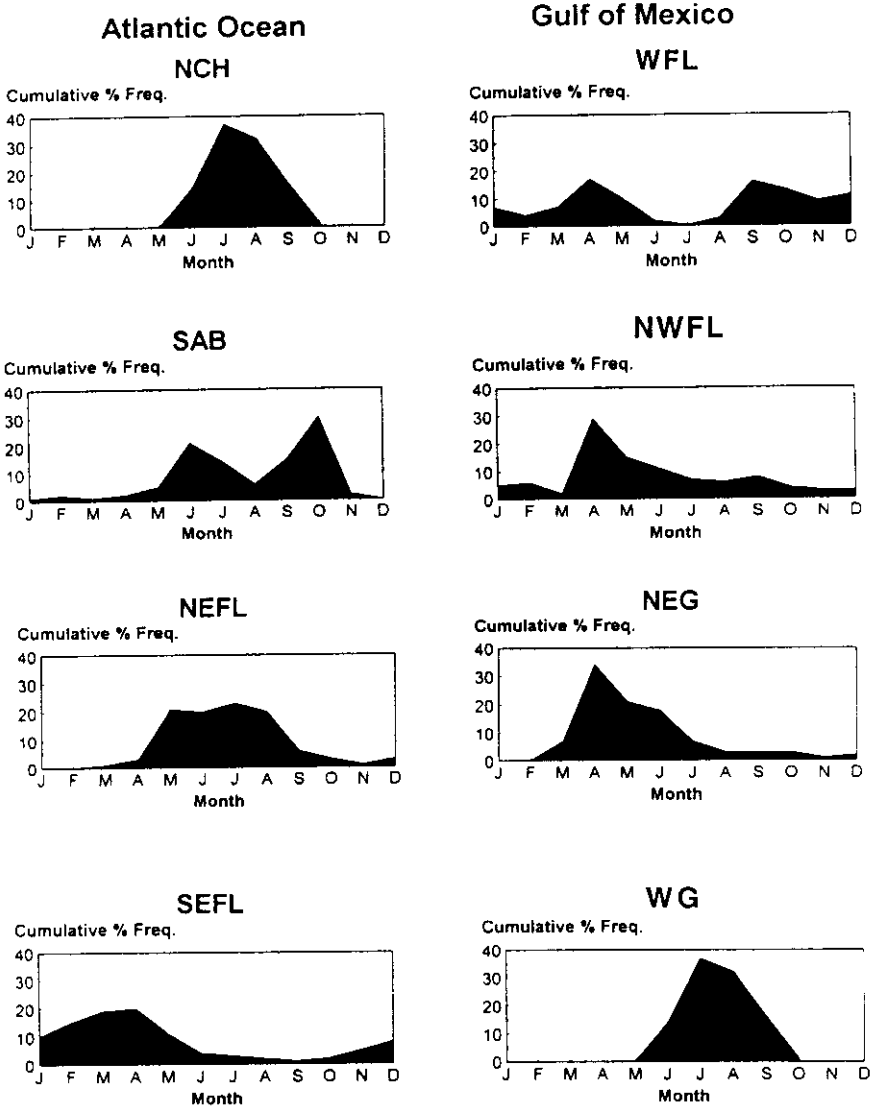 Atlantic Ocean
NCH
Cumulative % Freq.
40
30
20
10
0
J F M A M J J A S O N D
Month
SAB
Cumulative % Freq.
40
30
20
10
0
J F M A M J J A S O N D
Month
NEFL
Cumulative % Freq.
40
30
20
10
0
J F M A M J J A S O N D
Month
SEFL
Cumulative % Freq.
40
30
20
10
0
J F M A M J J A S O N D
Month
Gulf of Mexico
WFL
Cumulative % Freq.
40
30
20
10
0
J F M A M J J A S O N D
Month
NWFL
Cumulative % Freq.
40
30
20
10
0
J F M A M J J A S O N D
Month
NEG
Cumulative % Freq.
40
30
20
10
0
J F M A M J J A S O N D
Month
WG
Cumulative % Freq.
40
30
20
10
0
J F M A M J J A S O N D
Month